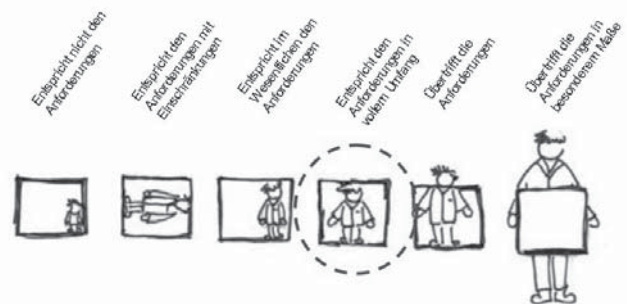 Entspricht nicht den
Anforderungen
Entspricht den
Anforderungen mit
Einschränkungen
Entspricht im
Wesentlichen den
Anforderungen
Entspricht den
Anforderungen in
vollem Umfang
Übertrifft die
Anforderungen
Übertrifft die
Anforderungen in
besonderem Maße